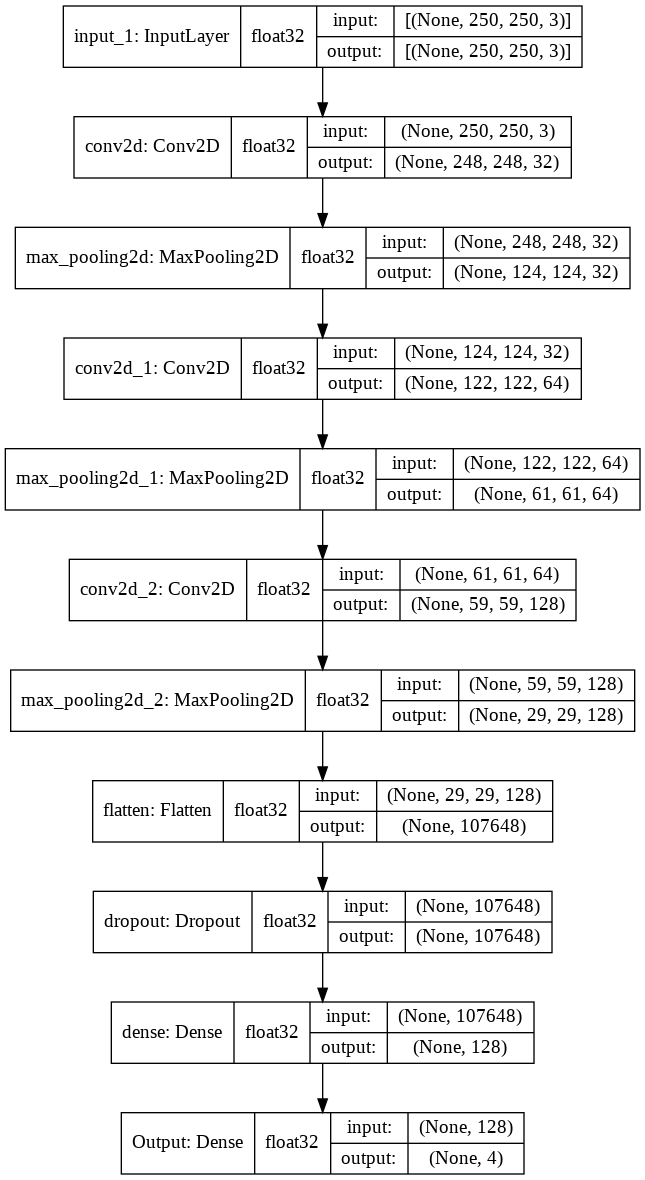 input_1: InputLayer float32 input: [(None, 250, 250, 3)]
output: [(None, 250, 250, 3)]
conv2d: Conv2D float32 input: (None, 250, 250, 3)
output: (None, 248, 248, 32)
max_pooling2d: MaxPooling2D float32 input: (None, 248, 248, 32)
output: (None, 124, 124, 32)
conv2d_1: Conv2D float32 input: (None, 124, 124, 32)
output: (None, 122, 122, 64)
max_pooling2d_1: MaxPooling2D float32 input: (None, 122, 122, 64)
output: (None, 61, 61, 64)
conv2d_2: Conv2D float32 input: (None, 61, 61, 64)
output: (None, 59, 59, 128)
max_pooling2d_2: MaxPooling2D float32 input: (None, 59, 59, 128)
output: (None, 29, 29, 128)
flatten: Flatten float32 input: (None, 29, 29, 128)
output: (None, 107648)
dropout: Dropout float32 input: (None, 107648)
output: (None, 107648)
dense: Dense float32 input: (None, 107648)
output: (None, 128)
Output: Dense float32 input: (None, 128)
output: (None, 4)